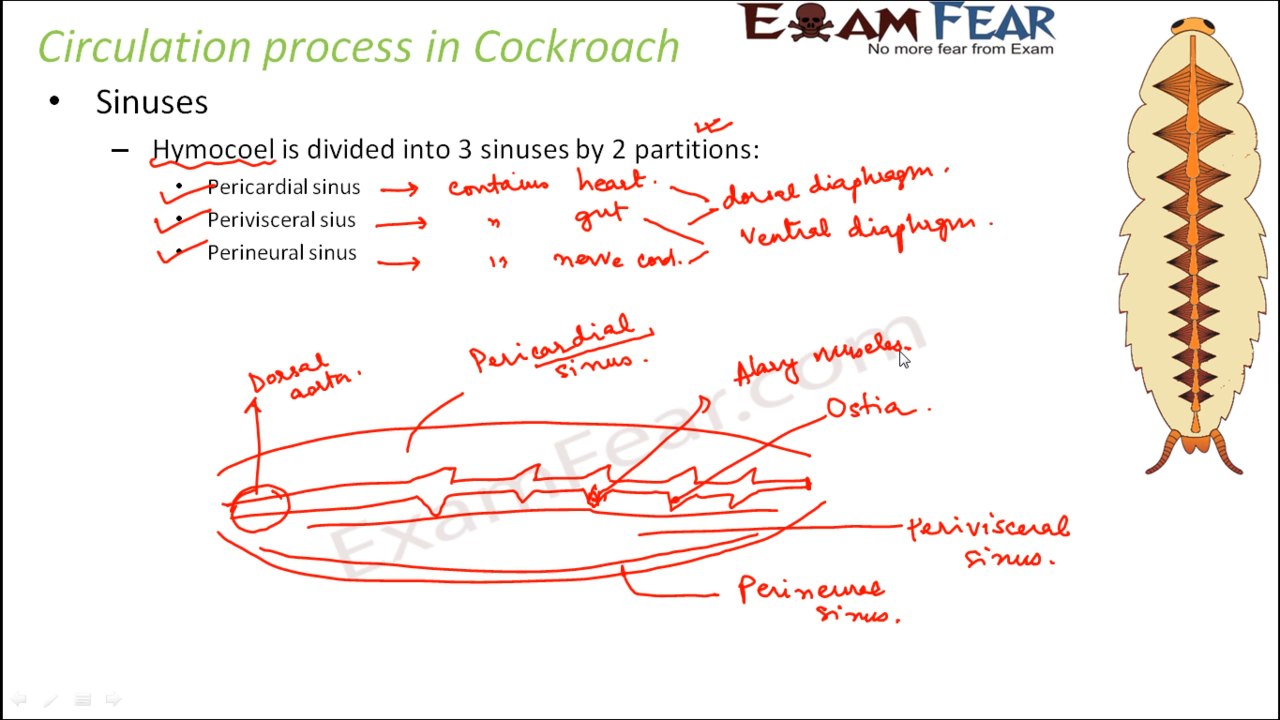 Circulation process in Cockroach
EXAM FEAR
No more fear from Exam
• Sinuses
– Hymocoel is divided into 3 sinuses by 2 partitions:
• Pericardial sinus → contains heart. dorsal diaphragm.
• Perivisceral sius → " gut ventral diaphragm.
• Perineural sinus → " nerve cord.
Dorsal
aorta.
Pericardial
sinus.
Alary muscles
Ostia.
Perivisceral
sinus.
Perineural
sinus.
ExamFear.com